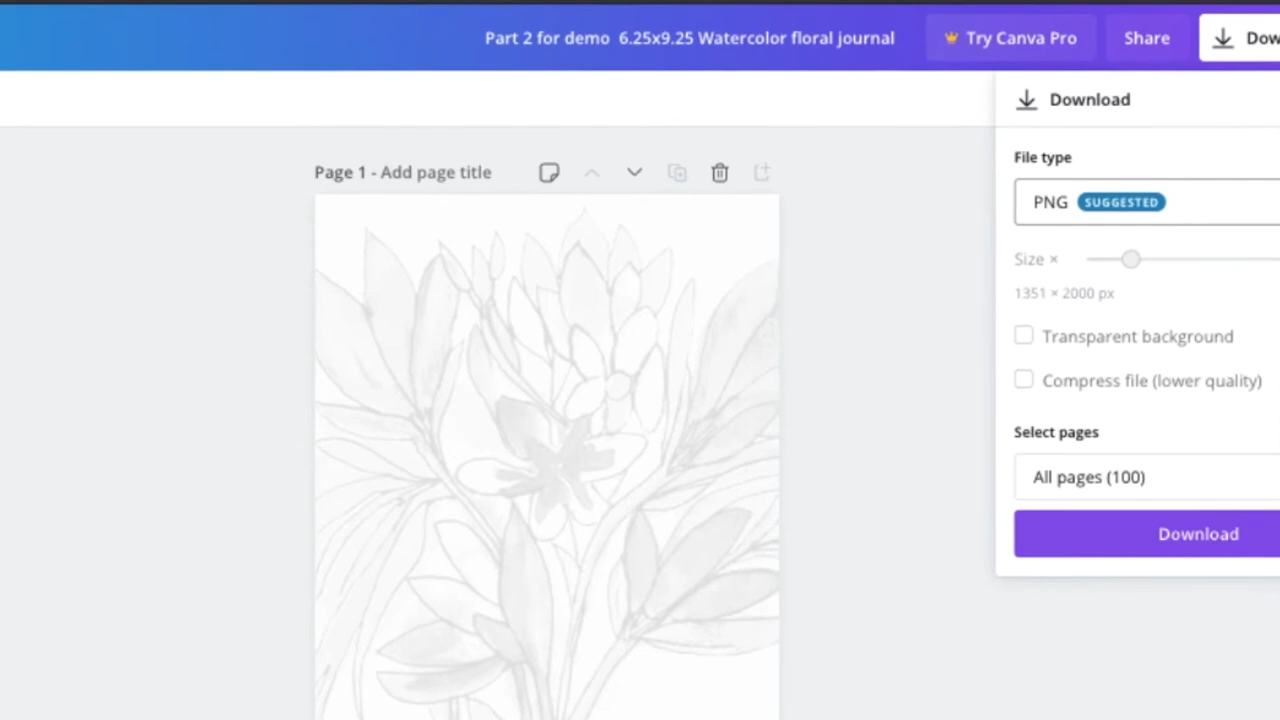 Part 2 for demo 6.25x9.25 Watercolor floral journal
Try Canva Pro
Share
Download
Page 1 - Add page title
File type
PNG SUGGESTED
Size ×
1351 × 2000 px
Transparent background
Compress file (lower quality)
Select pages
All pages (100)
Download